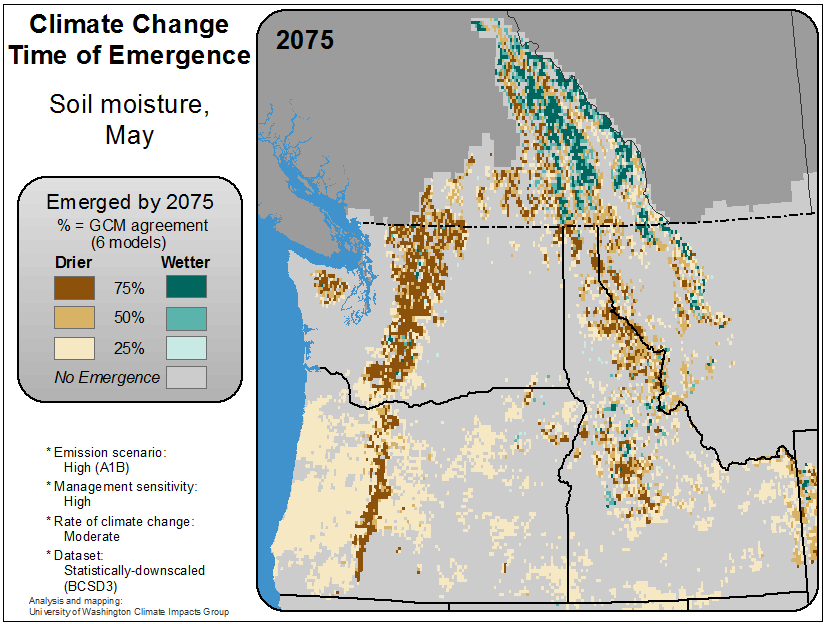 Climate Change
Time of Emergence
Soil moisture,
May
Emerged by 2075
% = GCM agreement
(6 models)
Drier Wetter
75%
50%
25%
No Emergence
* Emission scenario:
High (A1B)
* Management sensitivity:
High
* Rate of climate change:
Moderate
* Dataset:
Statistically-downscaled
(BCSD3)
Analysis and mapping:
University of Washington Climate Impacts Group
2075